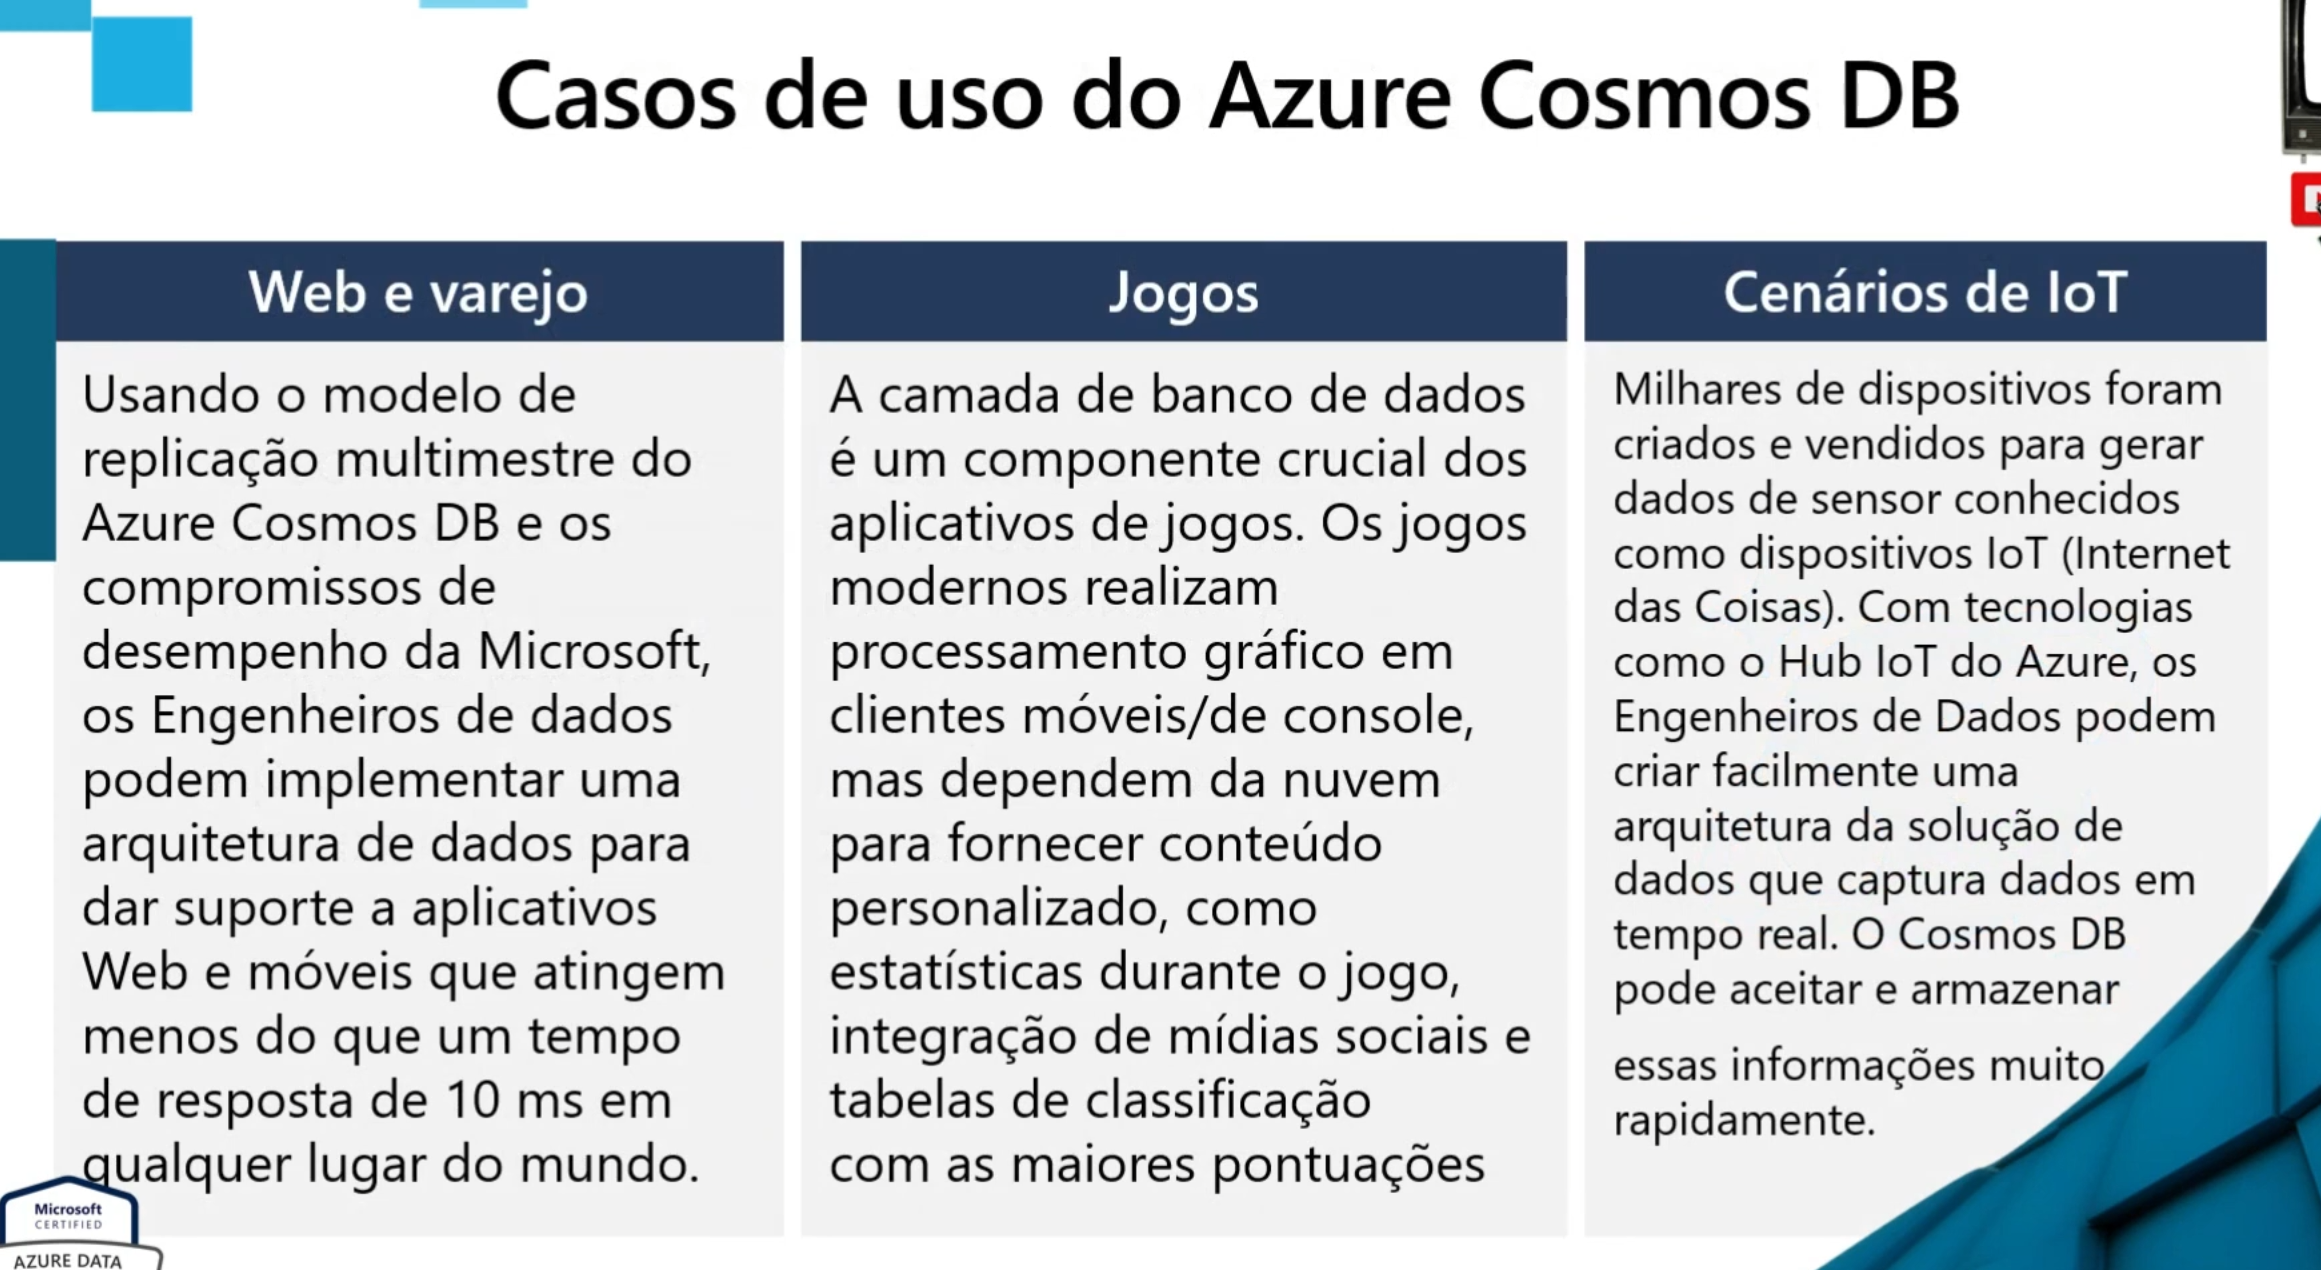 Casos de uso do Azure Cosmos DB
Web e varejo
Usando o modelo de
replicação multimestre do
Azure Cosmos DB e os
compromissos de
desempenho da Microsoft,
os Engenheiros de dados
podem implementar uma
arquitetura de dados para
dar suporte a aplicativos
Web e móveis que atingem
menos do que um tempo
de resposta de 10 ms em
qualquer lugar do mundo.
Jogos
A camada de banco de dados
é um componente crucial dos
aplicativos de jogos. Os jogos
modernos realizam
processamento gráfico em
clientes móveis/de console,
mas dependem da nuvem
para fornecer conteúdo
personalizado, como
estatísticas durante o jogo,
integração de mídias sociais e
tabelas de classificação
com as maiores pontuações
Cenários de IoT
Milhares de dispositivos foram
criados e vendidos para gerar
dados de sensor conhecidos
como dispositivos IoT (Internet
das Coisas). Com tecnologias
como o Hub IoT do Azure, os
Engenheiros de Dados podem
criar facilmente uma
arquitetura da solução de
dados que captura dados em
tempo real. O Cosmos DB
pode aceitar e armazenar
essas informações muito
rapidamente.
Microsoft
CERTIFIED
AZURE DATA